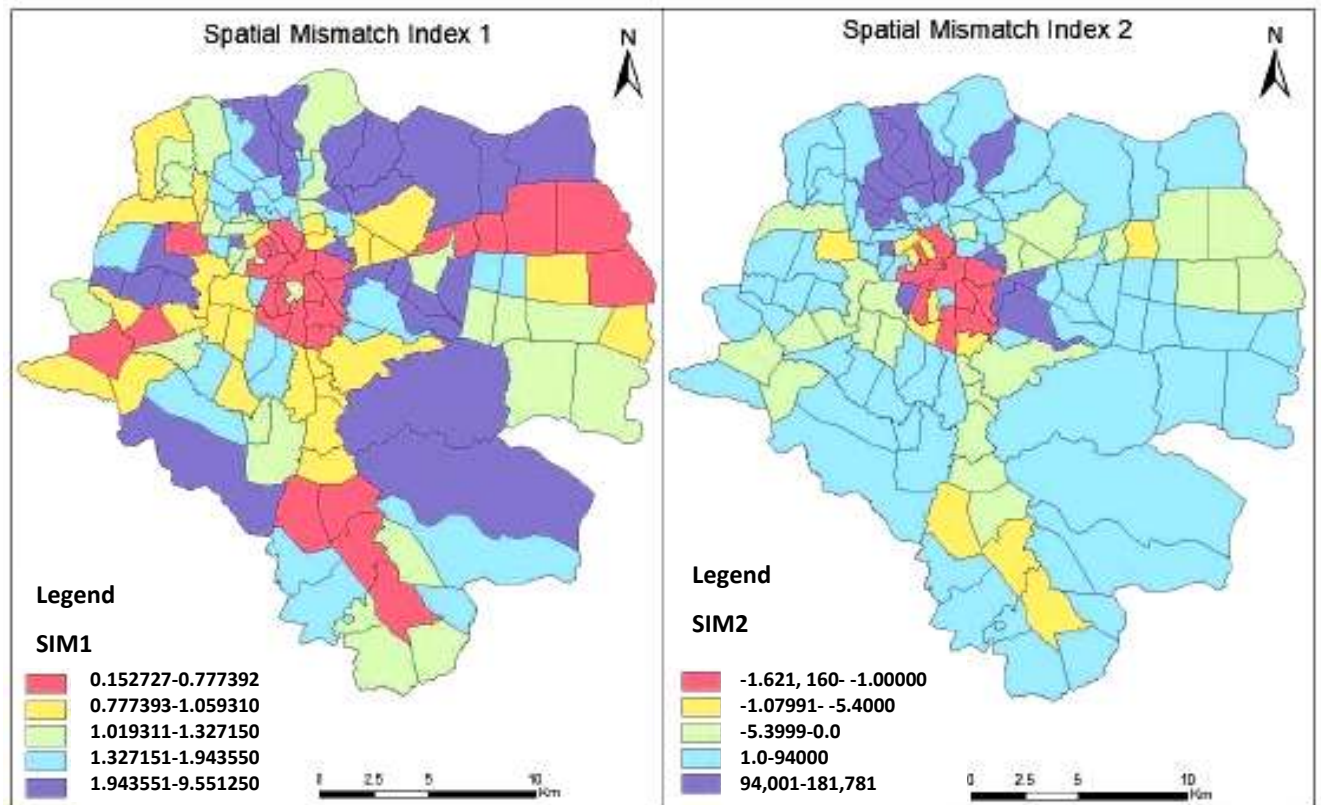 Spatial Mismatch Index 1
N
Legend
SIM1
0.152727-0.777392
0.777393-1.059310
1.019311-1.327150
1.327151-1.943550
1.943551-9.551250
0 2.5 5 10
Km
Spatial Mismatch Index 2
N
Legend
SIM2
-1.621, 160- -1.00000
-1.07991- -5.4000
-5.3999-0.0
1.0-94000
94,001-181,781
0 2.5 5 10
Km